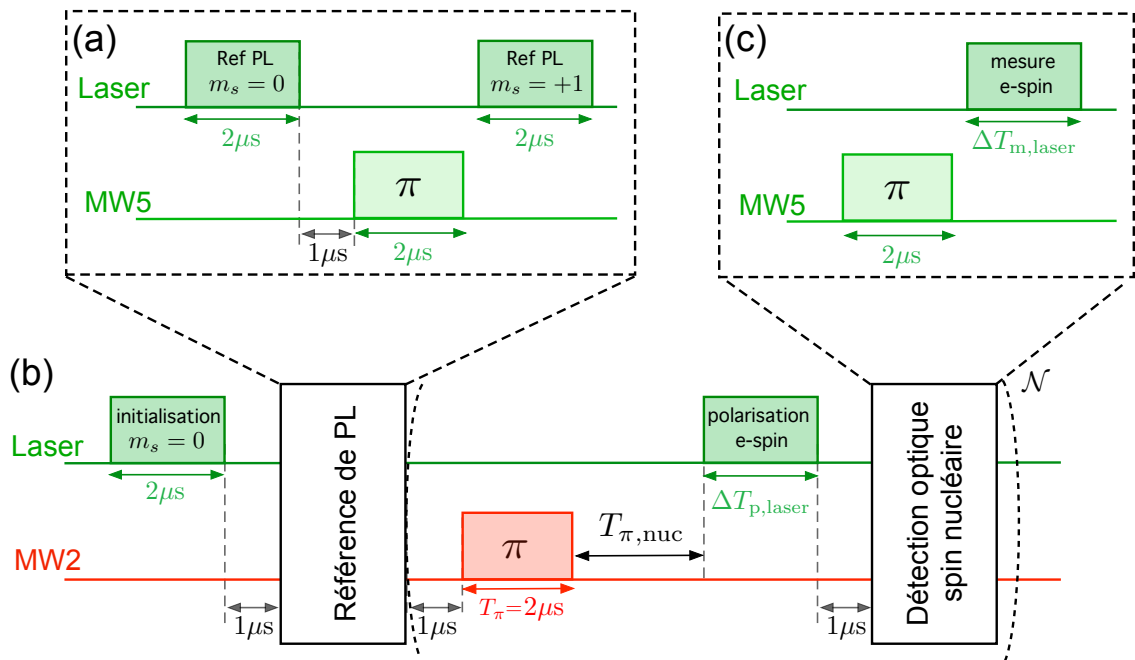 (a)
Ref PL
m_s = 0
Ref PL
m_s = +1
Laser
2μs
2μs
π
MW5
1μs
2μs
(c)
mesure
e-spin
Laser
ΔT_m,laser
π
MW5
2μs
(b)
𝒩
initialisation
m_s = 0
polarisation
e-spin
Laser
2μs
ΔT_p,laser
Référence de PL
T_π,nuc
Détection optique
spin nucléaire
π
MW2
T_π=2μs
1μs
1μs
1μs